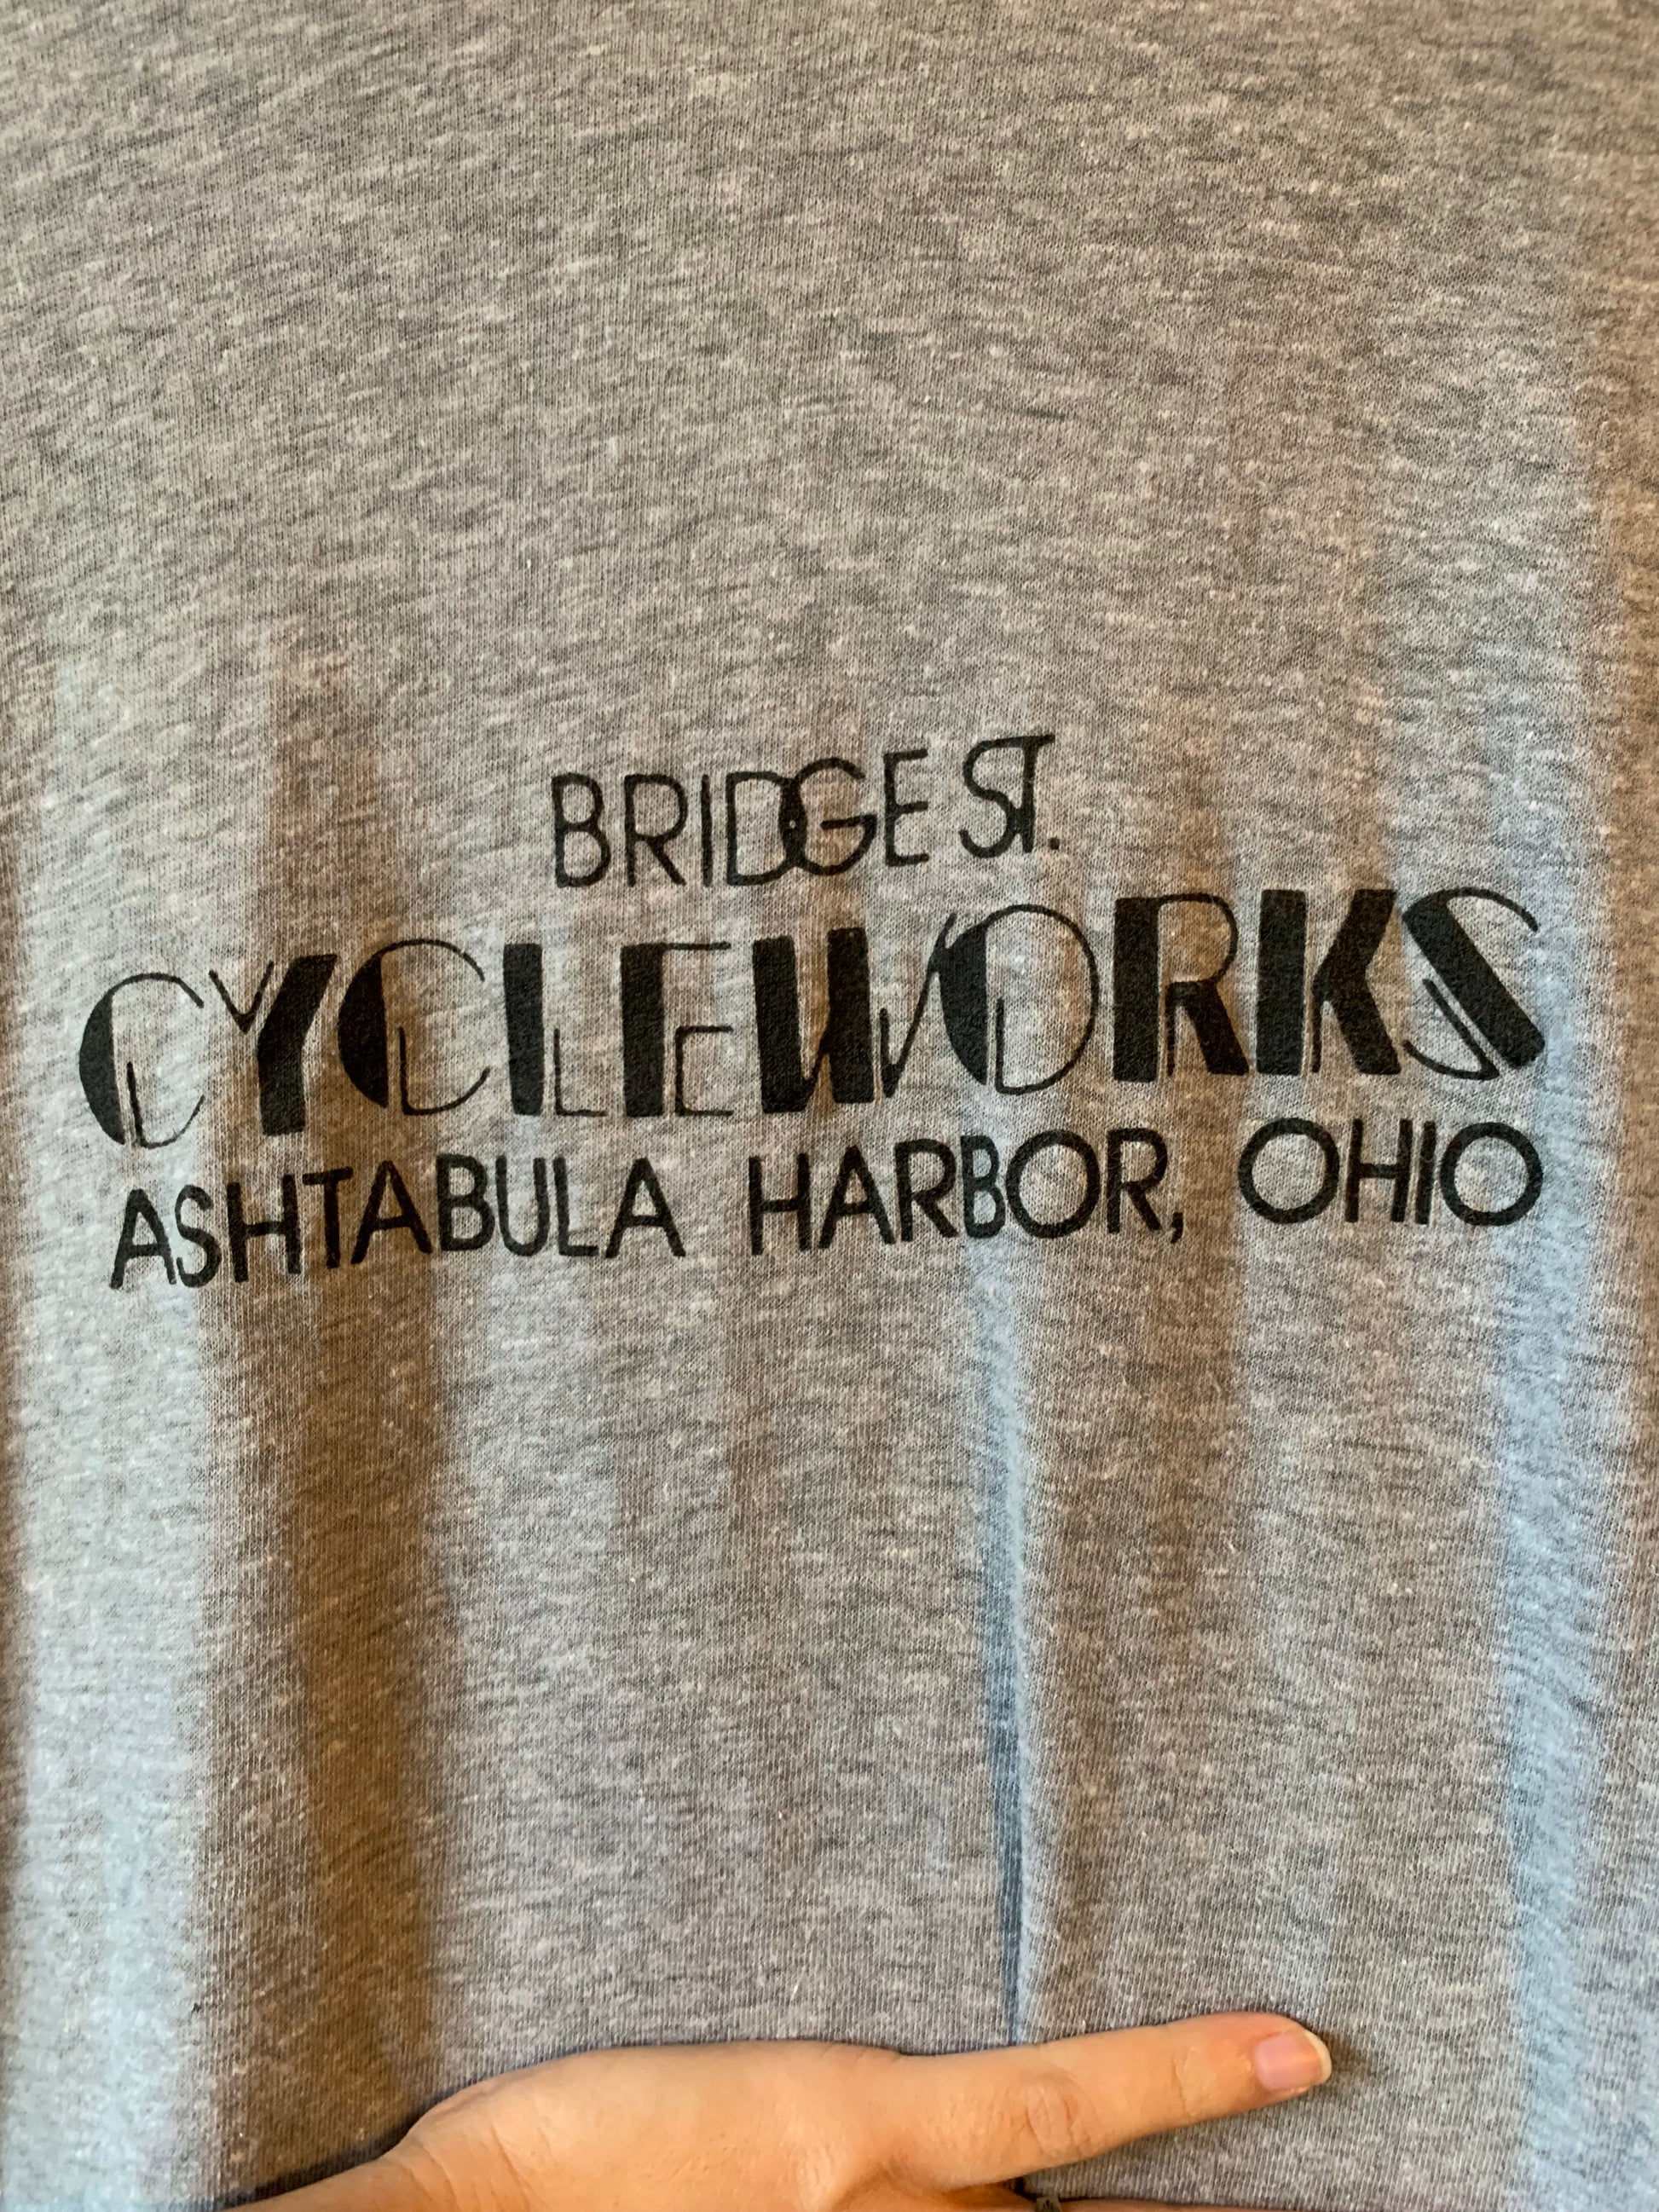 BRIDGE ST.
CYCLEWORKS
ASHTABULA HARBOR, OHIO